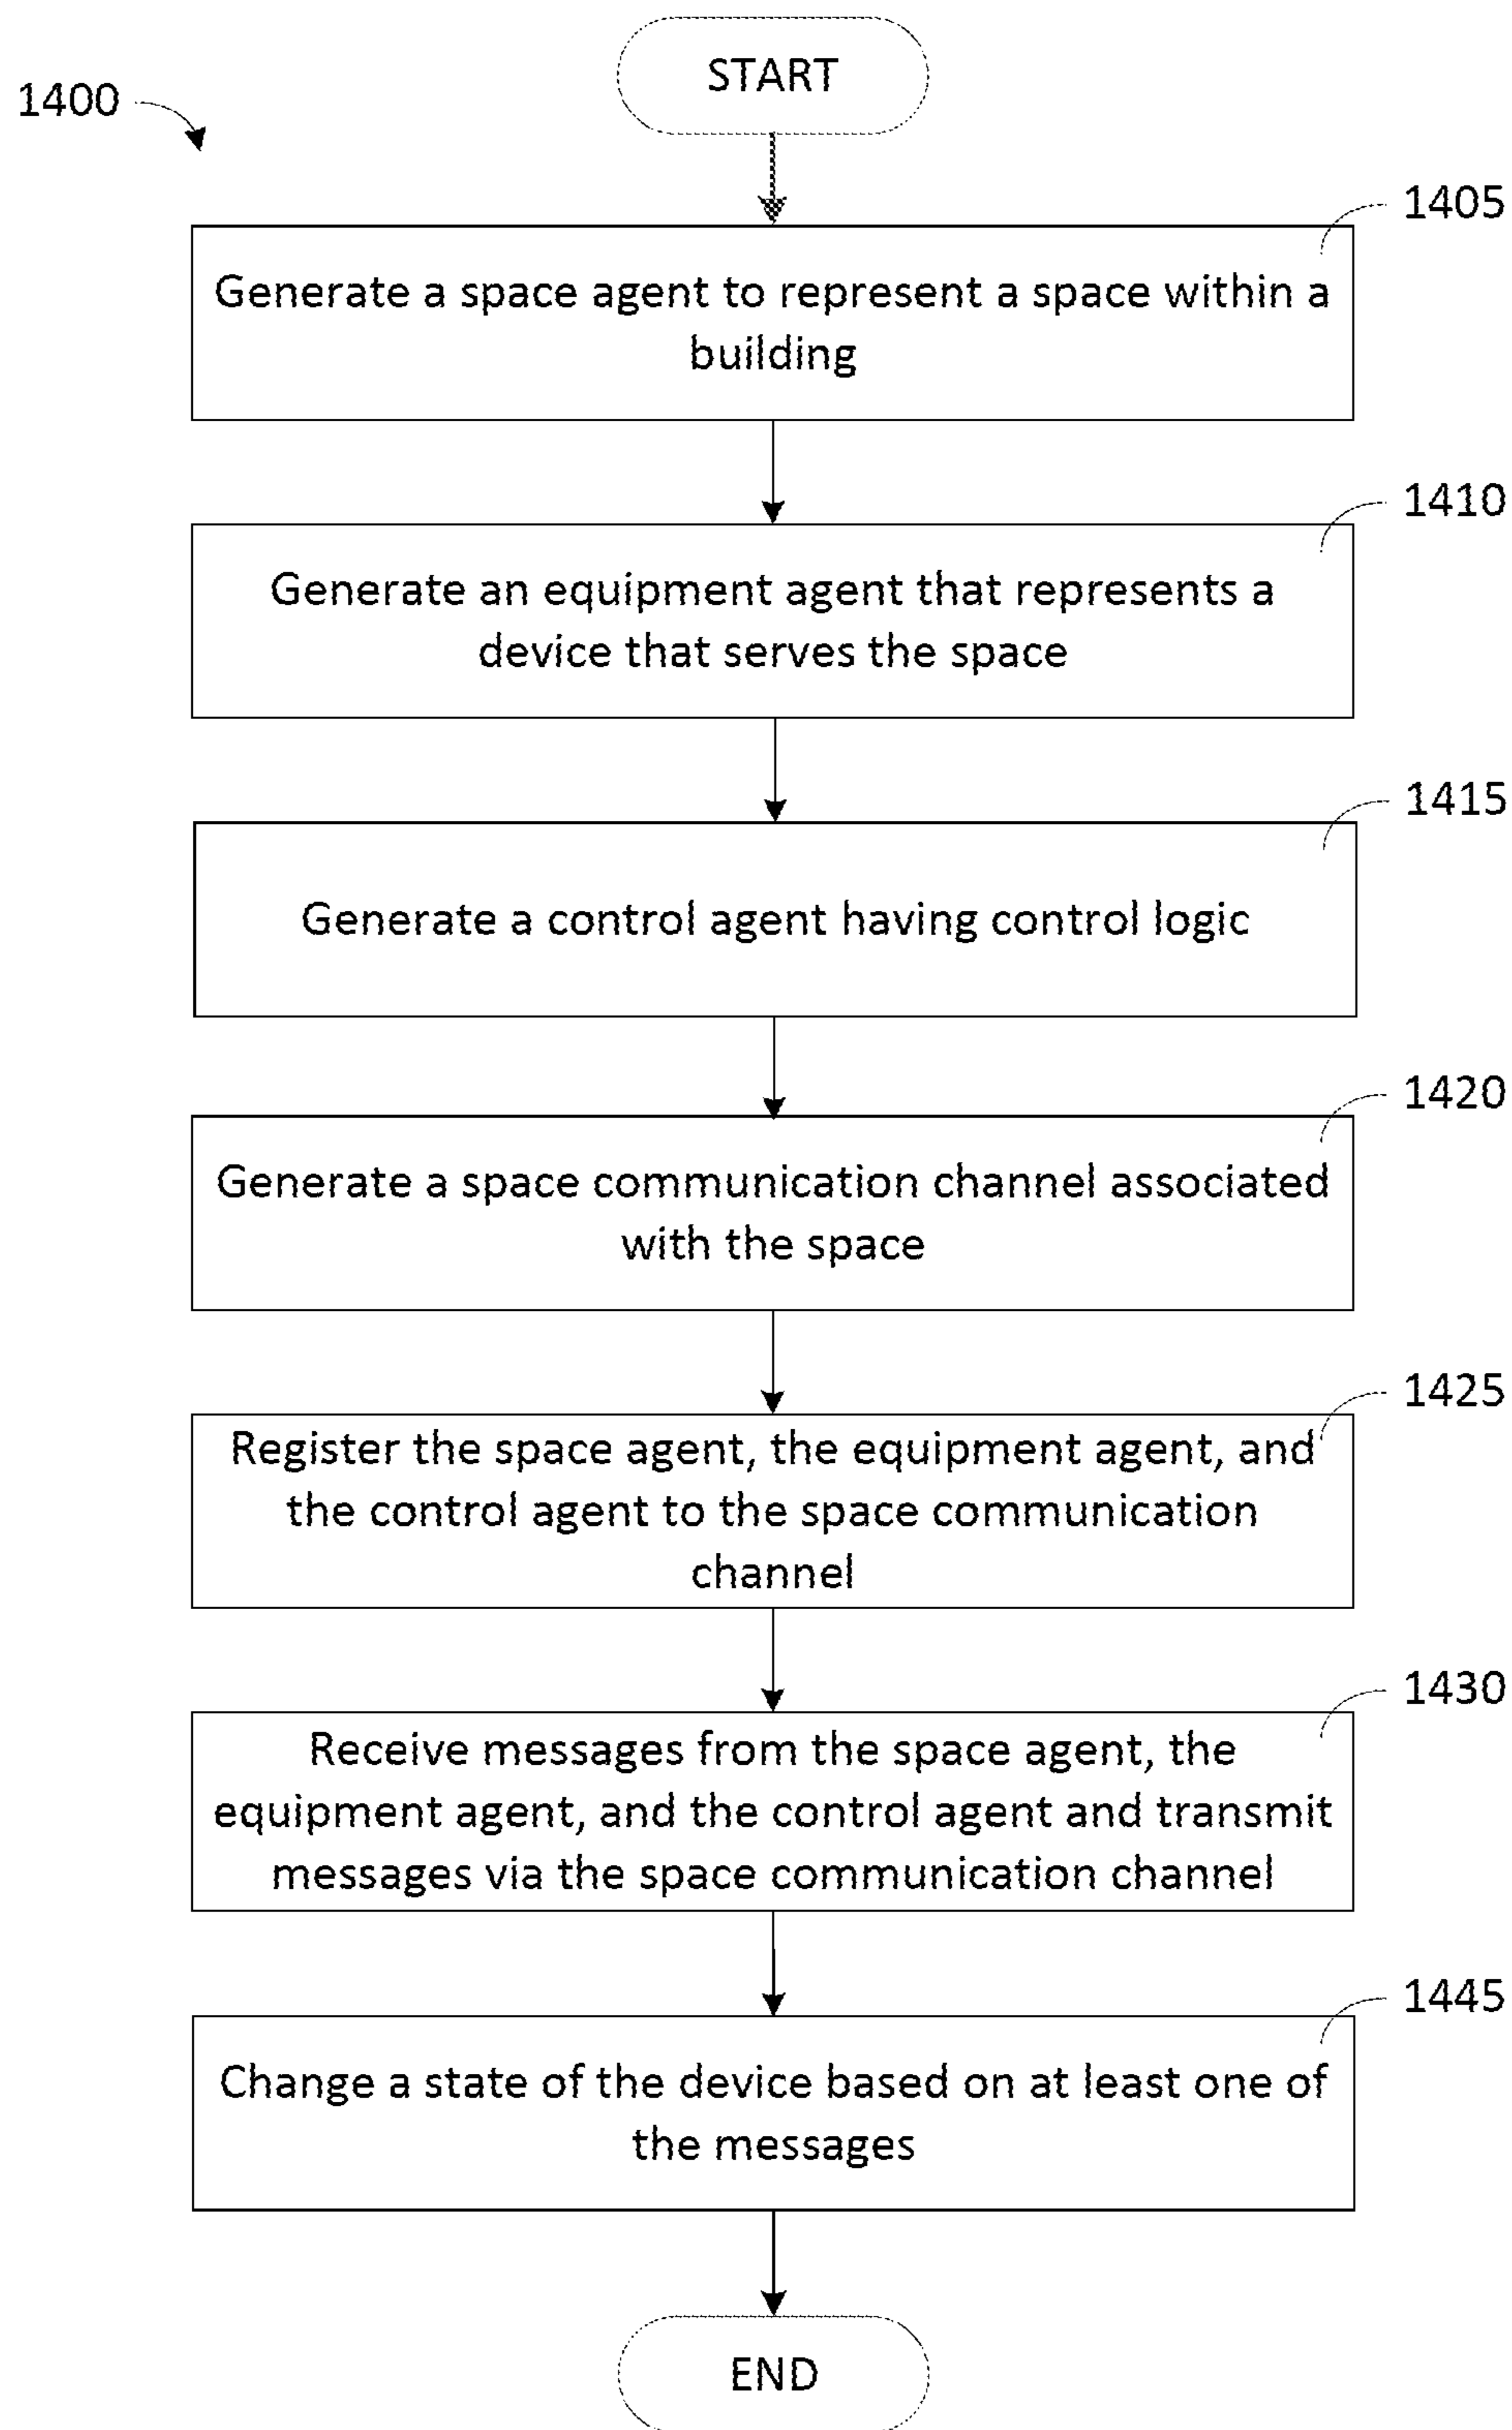 START
1400
1405
Generate a space agent to represent a space within a
building
1410
Generate an equipment agent that represents a
device that serves the space
1415
Generate a control agent having control logic
1420
Generate a space communication channel associated
with the space
1425
Register the space agent, the equipment agent, and
the control agent to the space communication
channel
1430
Receive messages from the space agent, the
equipment agent, and the control agent and transmit
messages via the space communication channel
1445
Change a state of the device based on at least one of
the messages
END